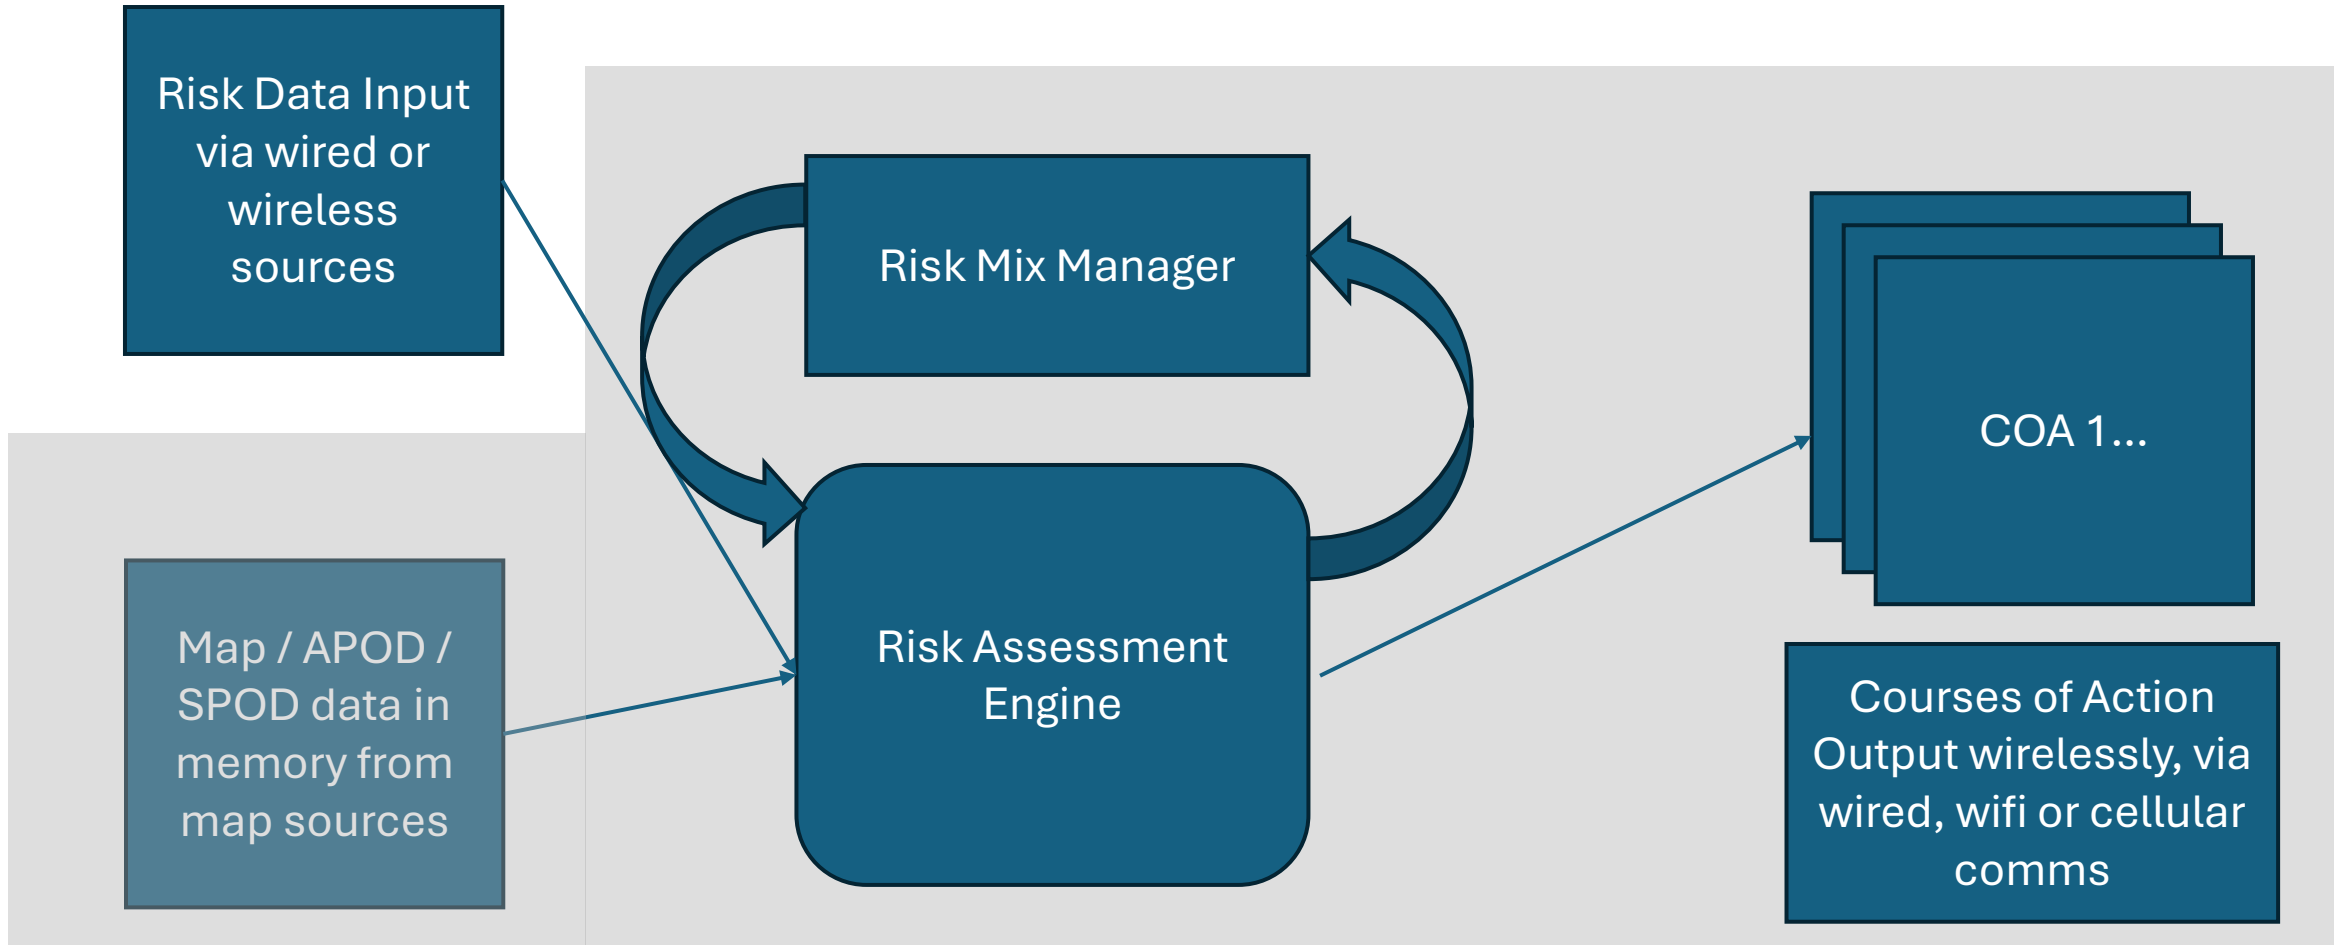 Risk Data Input
via wired or
wireless
sources
Risk Mix Manager
COA 1...
Map / APOD /
SPOD data in
memory from
map sources
Risk Assessment
Engine
Courses of Action
Output wirelessly, via
wired, wifi or cellular
comms